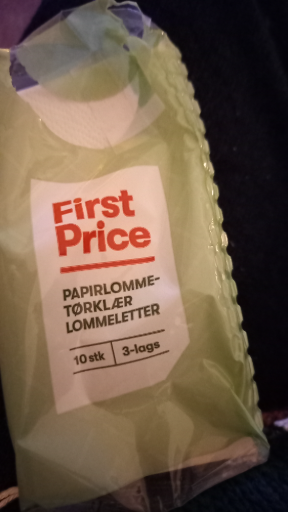 First
Price
PAPIRLOMME-
TØRKLÆR
LOMMELETTER
10 stk 3-lags